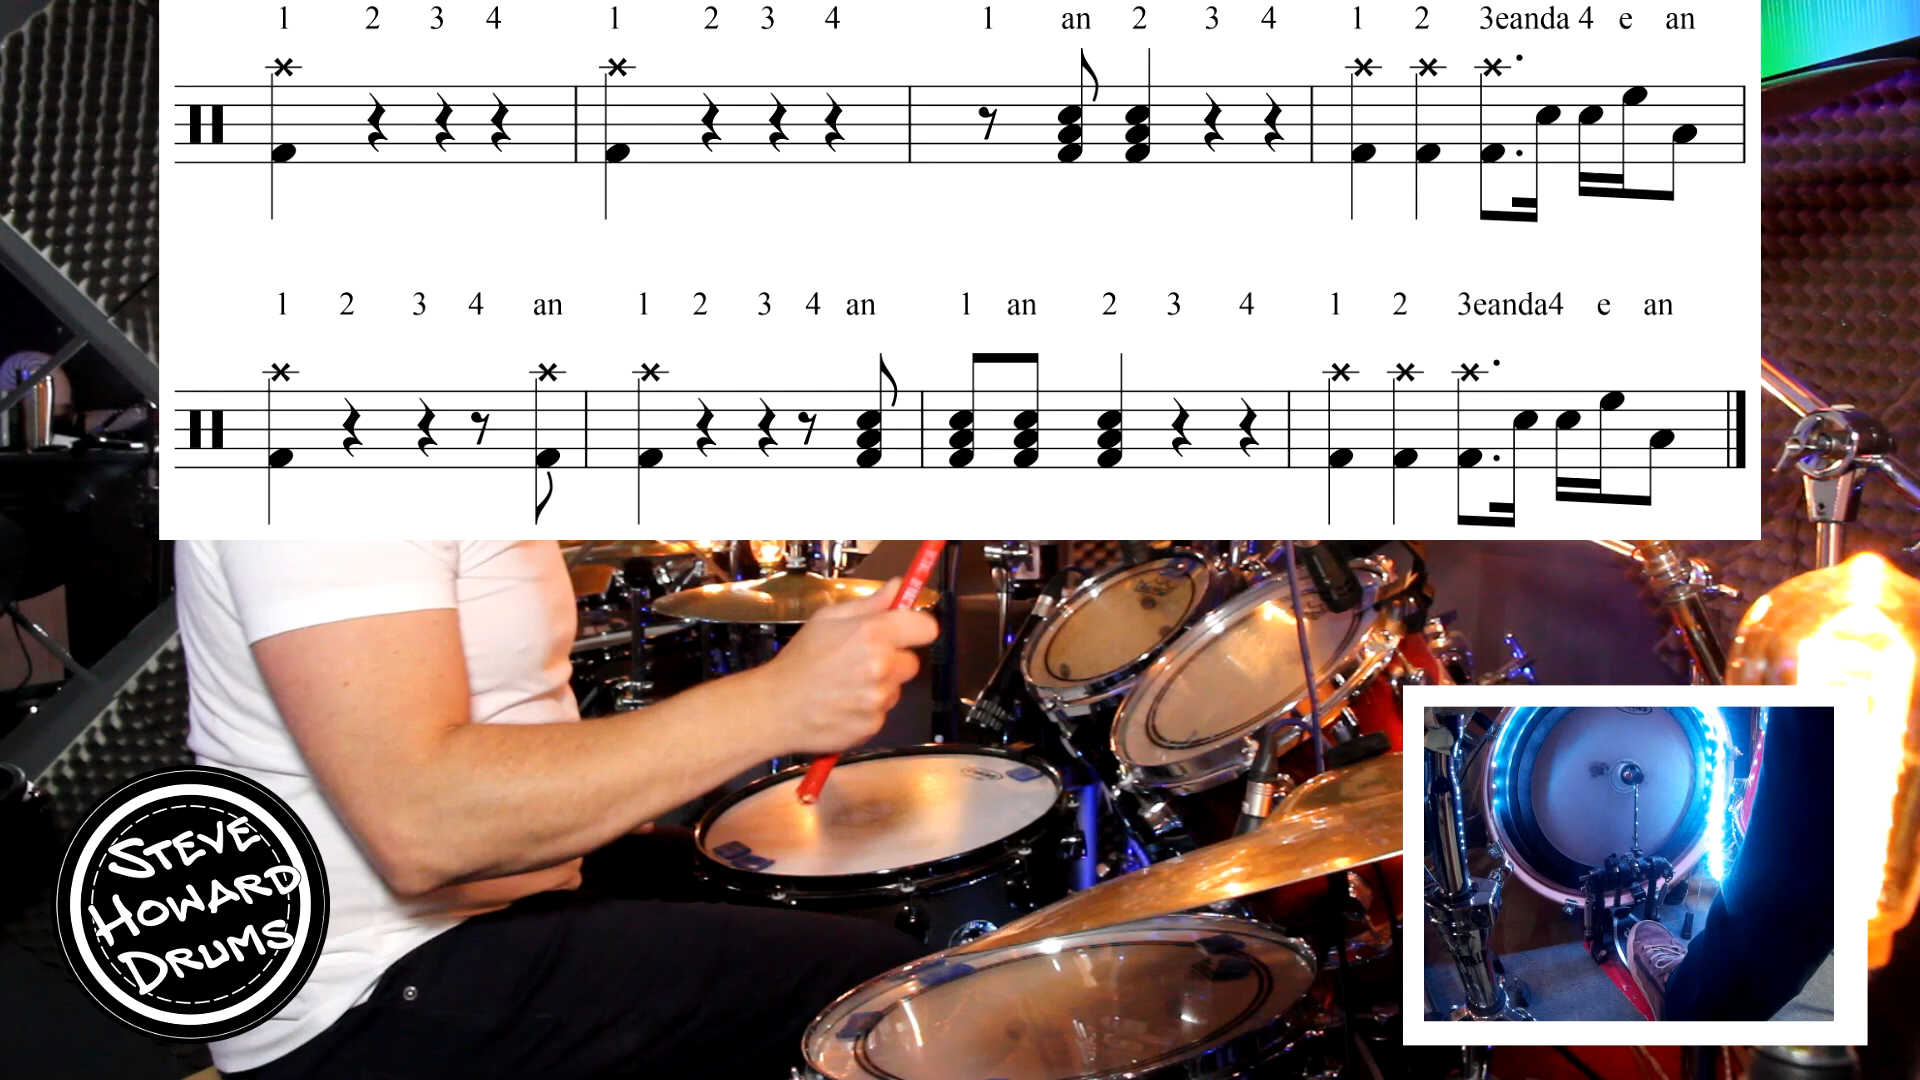 1 2 3 4 1 2 3 4 1 an 2 3 4 1 2 3eanda 4 e an
1 2 3 4 an 1 2 3 4 an 1 an 2 3 4 1 2 3eanda4 e an
STEVE
HOWARD
DRUMS